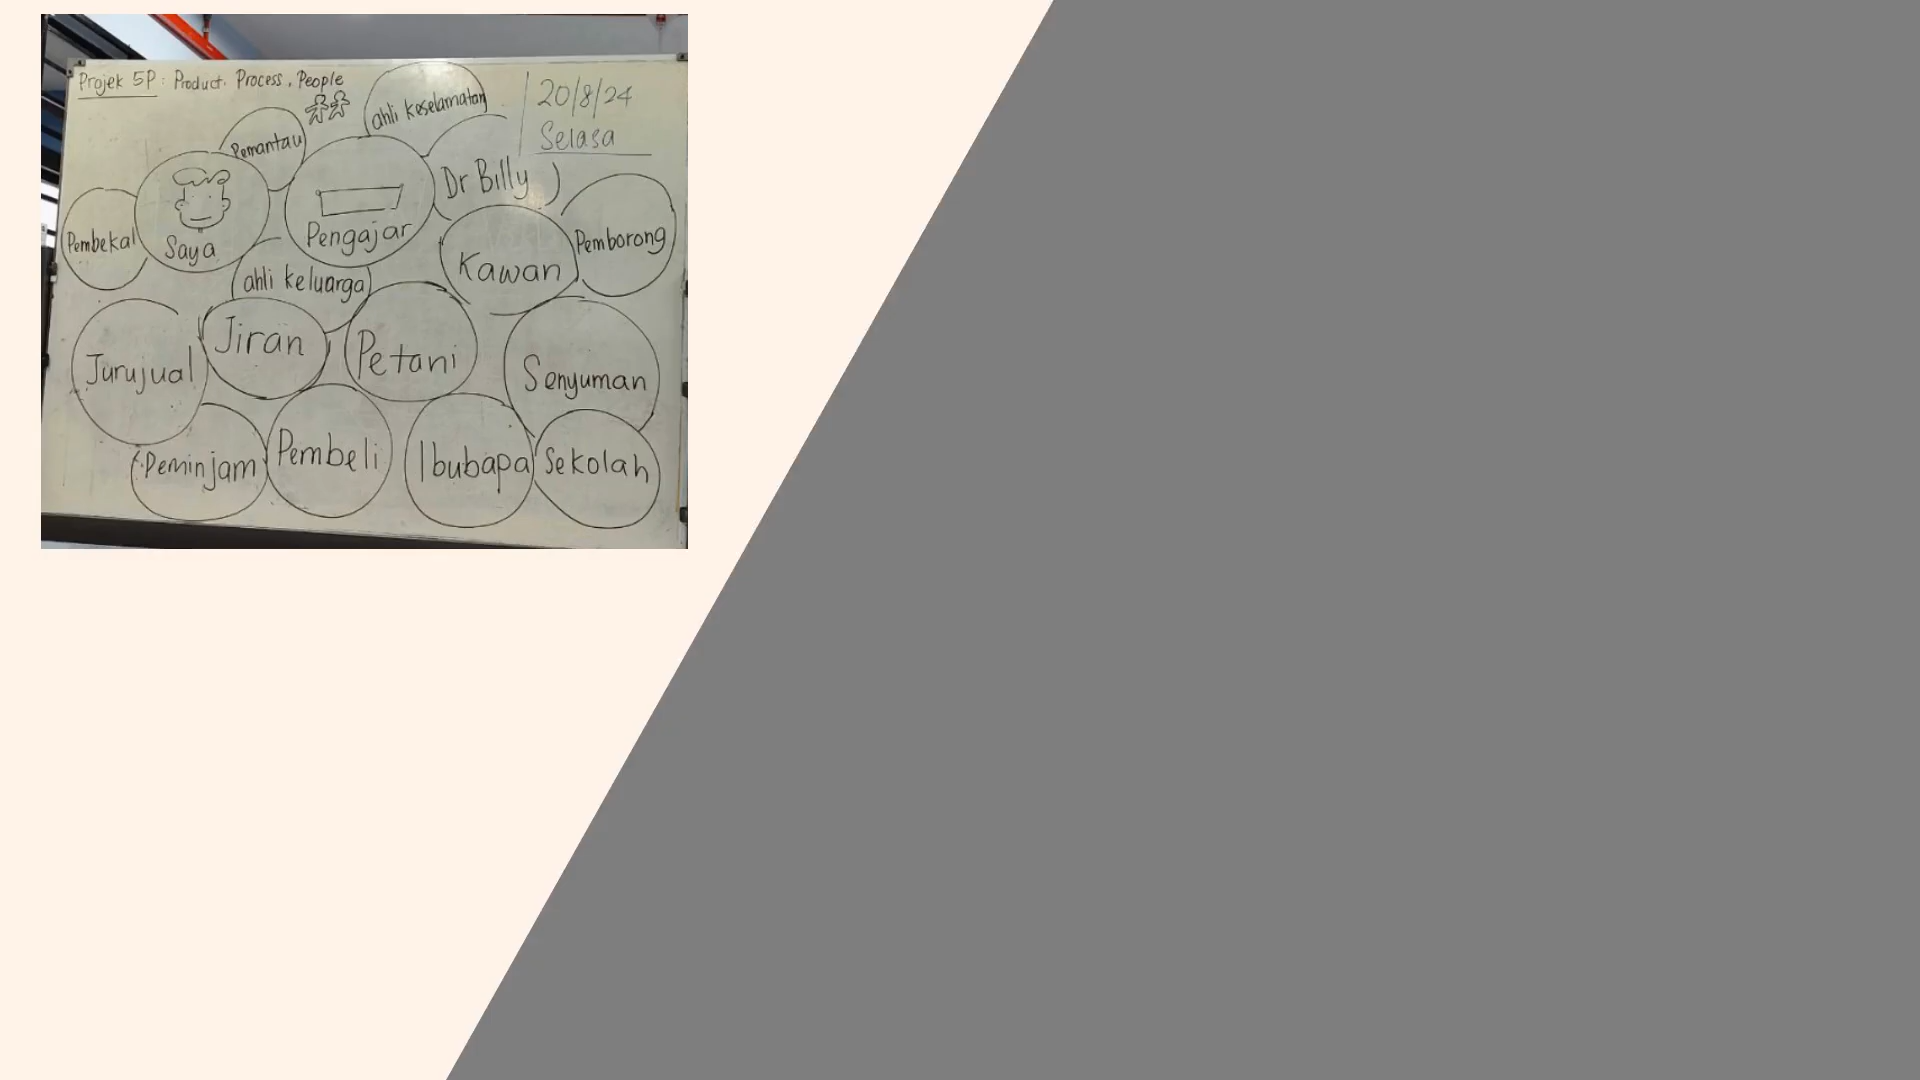 Projek 5P : Product. Process, People
20/8/24
Selasa
ahli keselamatan
Pemantau
Dr Billy
Pembekal
Saya
Pengajar
Kawan
Pemborong
ahli keluarga
Jurujual
Jiran
Petani
Senyuman
Peminjam
Pembeli
Ibubapa
Sekolah